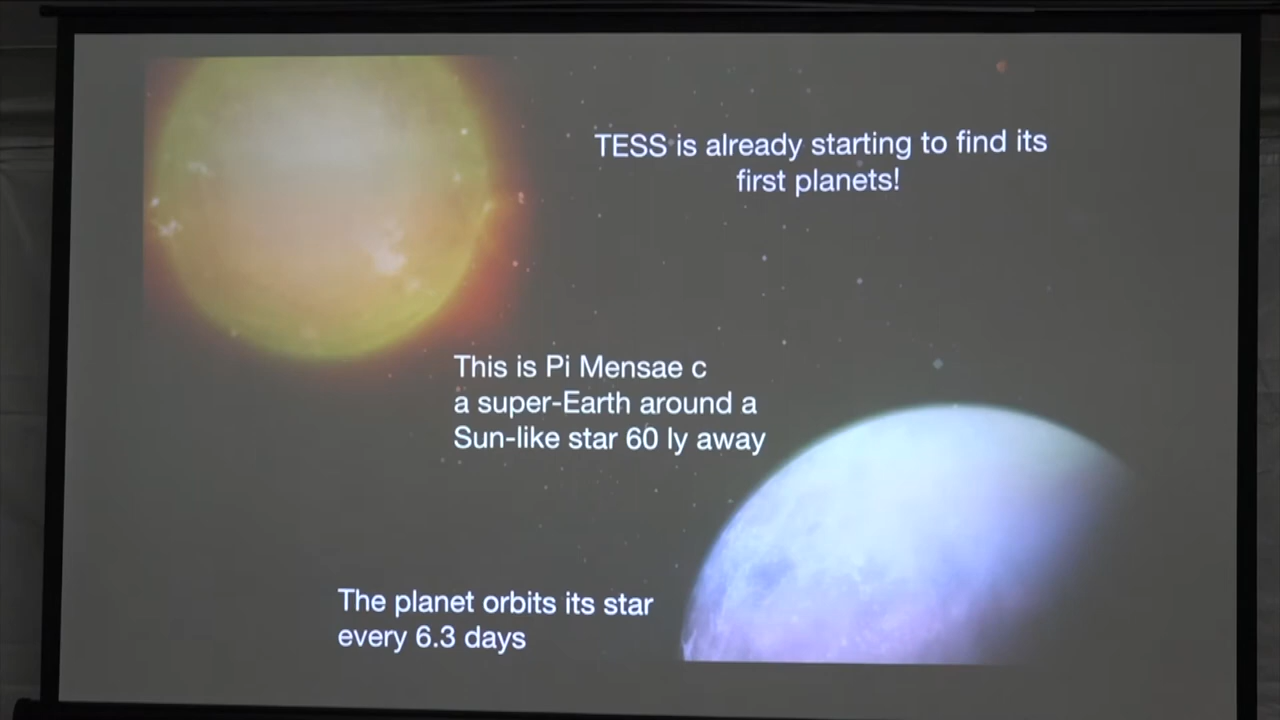 TESS is already starting to find its
first planets!
This is Pi Mensae c
a super-Earth around a
Sun-like star 60 ly away
The planet orbits its star
every 6.3 days